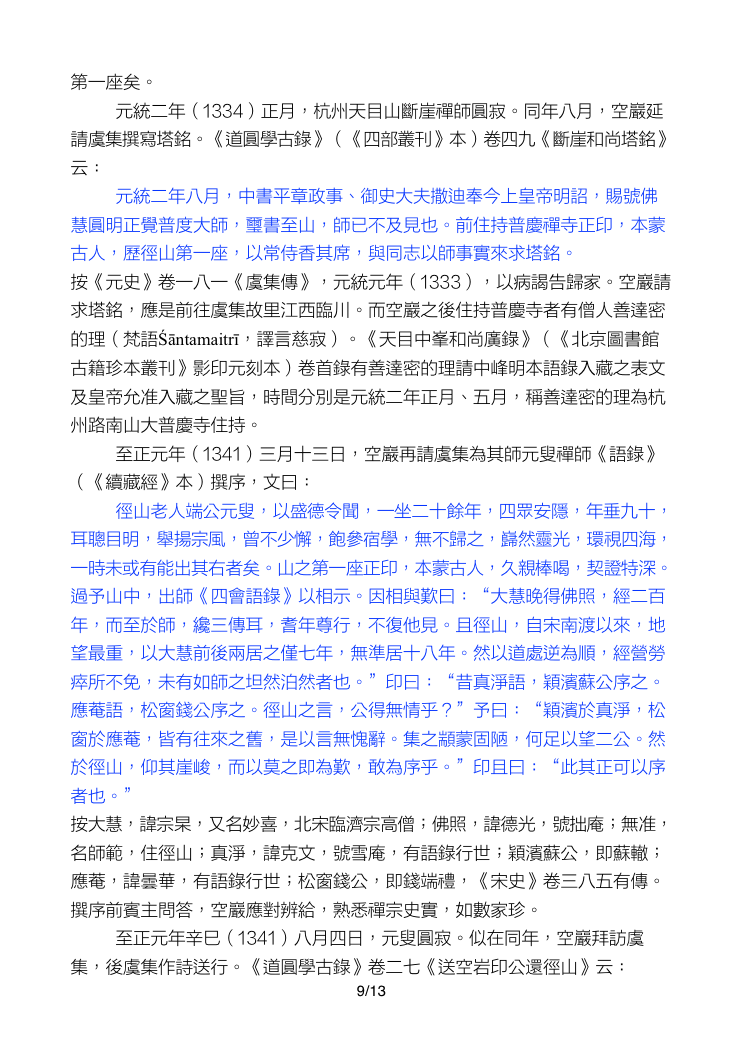 第一座矣。
元統二年（1334）正月，杭州天目山斷崖禪師圓寂。同年八月，空巖延
請虞集撰寫塔銘。《道圓學古錄》（《四部叢刊》本）卷四九《斷崖和尚塔銘》
云：
元統二年八月，中書平章政事、御史大夫撒迪奉今上皇帝明詔，賜號佛
慧圓明正覺普度大師，璽書至山，師已不及見也。前住持普慶禪寺正印，本蒙
古人，歷徑山第一座，以常侍香其席，與同志以師事實來求塔銘。
按《元史》卷一八一《虞集傳》，元統元年（1333），以病謁告歸家。空巖請
求塔銘，應是前往虞集故里江西臨川。而空巖之後住持普慶寺者有僧人善達密
的理（梵語Śāntamaitrī，譯言慈寂）。《天目中峯和尚廣錄》（《北京圖書館
古籍珍本叢刊》影印元刻本）卷首錄有善達密的理請中峰明本語錄入藏之表文
及皇帝允准入藏之聖旨，時間分別是元統二年正月、五月，稱善達密的理為杭
州路南山大普慶寺住持。
至正元年（1341）三月十三日，空巖再請虞集為其師元叟禪師《語錄》
（《續藏經》本）撰序，文曰：
徑山老人端公元叟，以盛德令聞，一坐二十餘年，四眾安隱，年垂九十，
耳聰目明，舉揚宗風，曾不少懈，飽參宿學，無不歸之，巋然靈光，環視四海，
一時未或有能出其右者矣。山之第一座正印，本蒙古人，久親棒喝，契證特深。
過予山中，出師《四會語錄》以相示。因相與歎曰：“大慧晚得佛照，經二百
年，而至於師，纔三傳耳，耆年尊行，不復他見。且徑山，自宋南渡以來，地
望最重，以大慧前後兩居之僅七年，無準居十八年。然以道處逆為順，經營勞
瘁所不免，未有如師之坦然泊然者也。”印曰：“昔真淨語，穎濱蘇公序之。
應菴語，松窗錢公序之。徑山之言，公得無情乎？”予曰：“穎濱於真淨，松
窗於應菴，皆有往來之舊，是以言無愧辭。集之顓蒙固陋，何足以望二公。然
於徑山，仰其崖峻，而以莫之即為歉，敢為序乎。”印且曰：“此其正可以序
者也。”
按大慧，諱宗杲，又名妙喜，北宋臨濟宗高僧；佛照，諱德光，號拙庵；無准，
名師範，住徑山；真淨，諱克文，號雪庵，有語錄行世；穎濱蘇公，即蘇轍；
應菴，諱曇華，有語錄行世；松窗錢公，即錢端禮，《宋史》卷三八五有傳。
撰序前賓主問答，空巖應對辨給，熟悉禪宗史實，如數家珍。
至正元年辛巳（1341）八月四日，元叟圓寂。似在同年，空巖拜訪虞
集，後虞集作詩送行。《道圓學古錄》卷二七《送空岩印公還徑山》云：
9/13